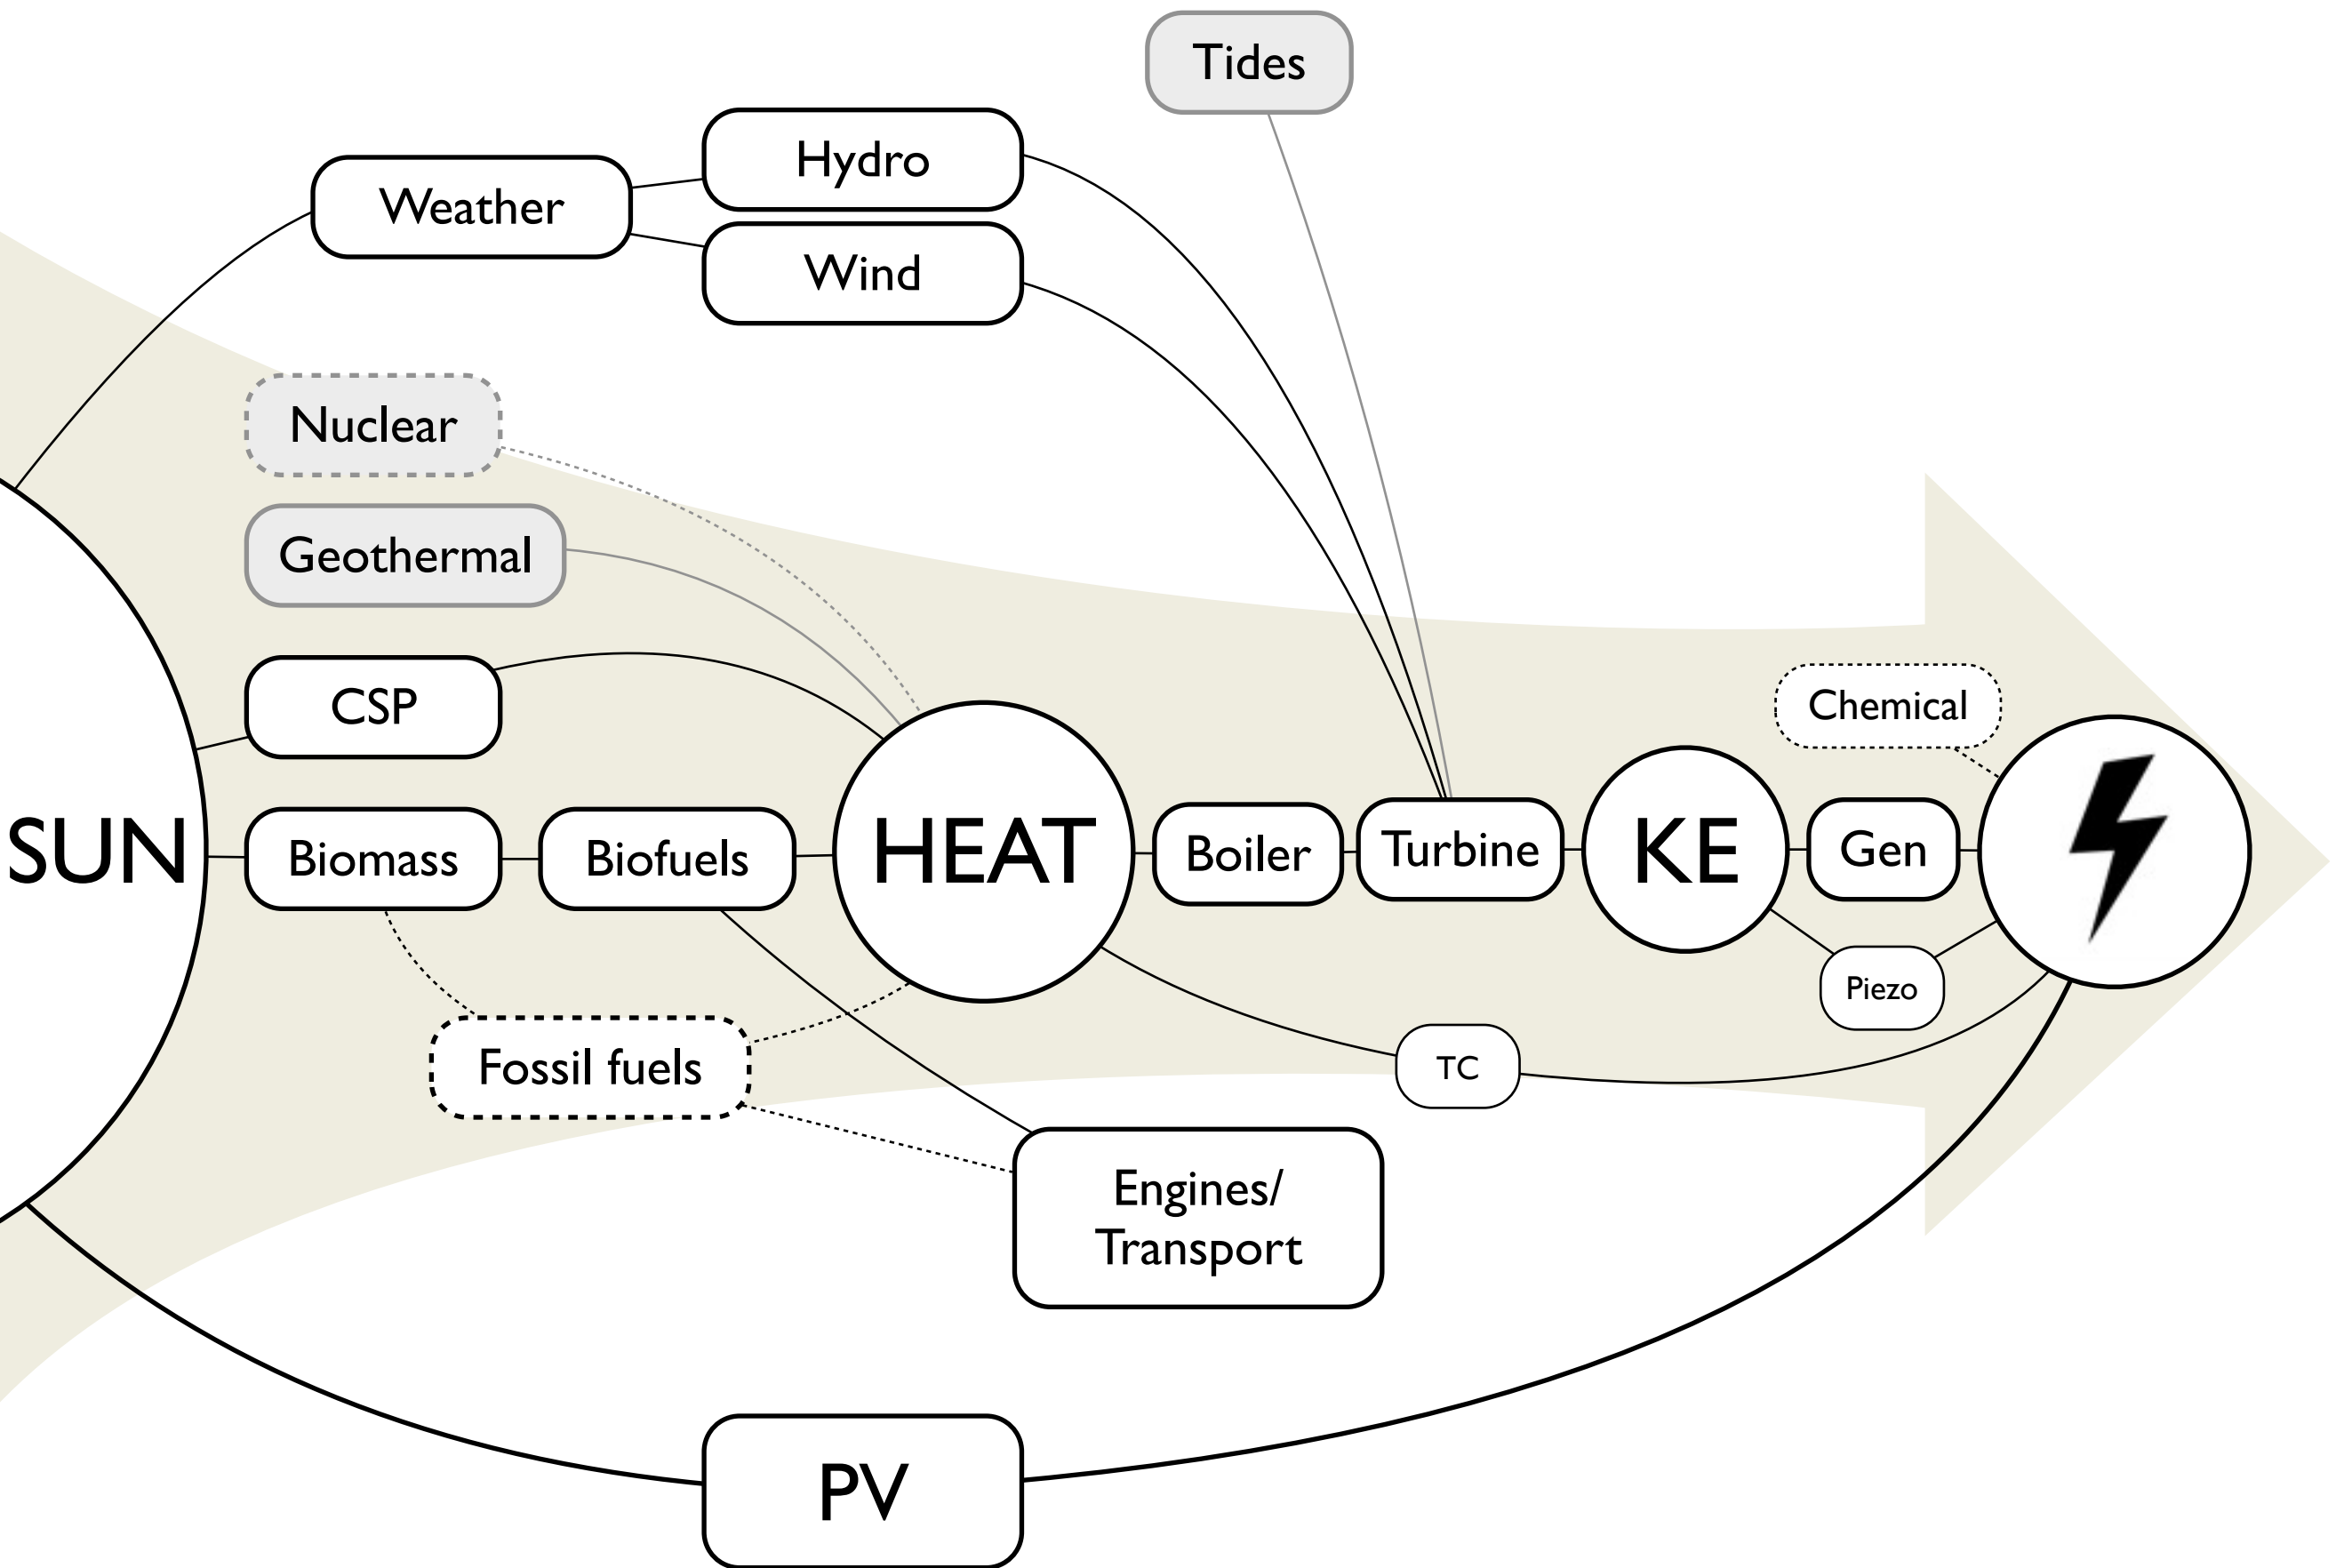 Tides
Hydro
Weather
Wind
Nuclear
Geothermal
CSP
Chemical
SUN
Biomass
Biofuels
HEAT
Boiler
Turbine
KE
Gen
Piezo
Fossil fuels
TC
Engines/
Transport
PV